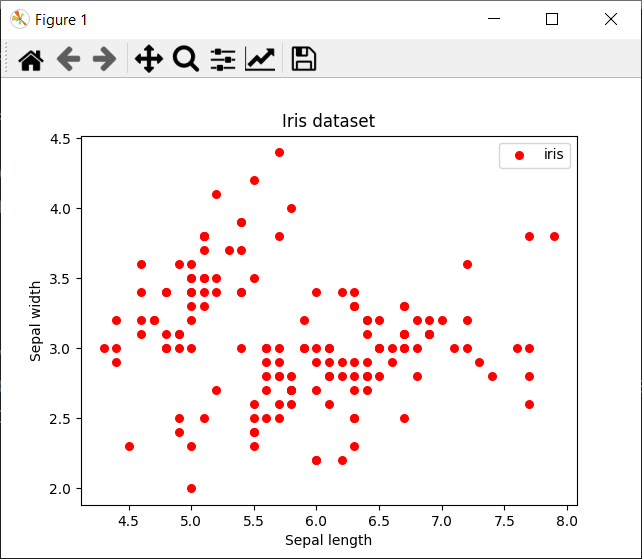 Figure 1
Iris dataset
iris
Sepal width
4.5
4.0
3.5
3.0
2.5
2.0
4.5 5.0 5.5 6.0 6.5 7.0 7.5 8.0
Sepal length